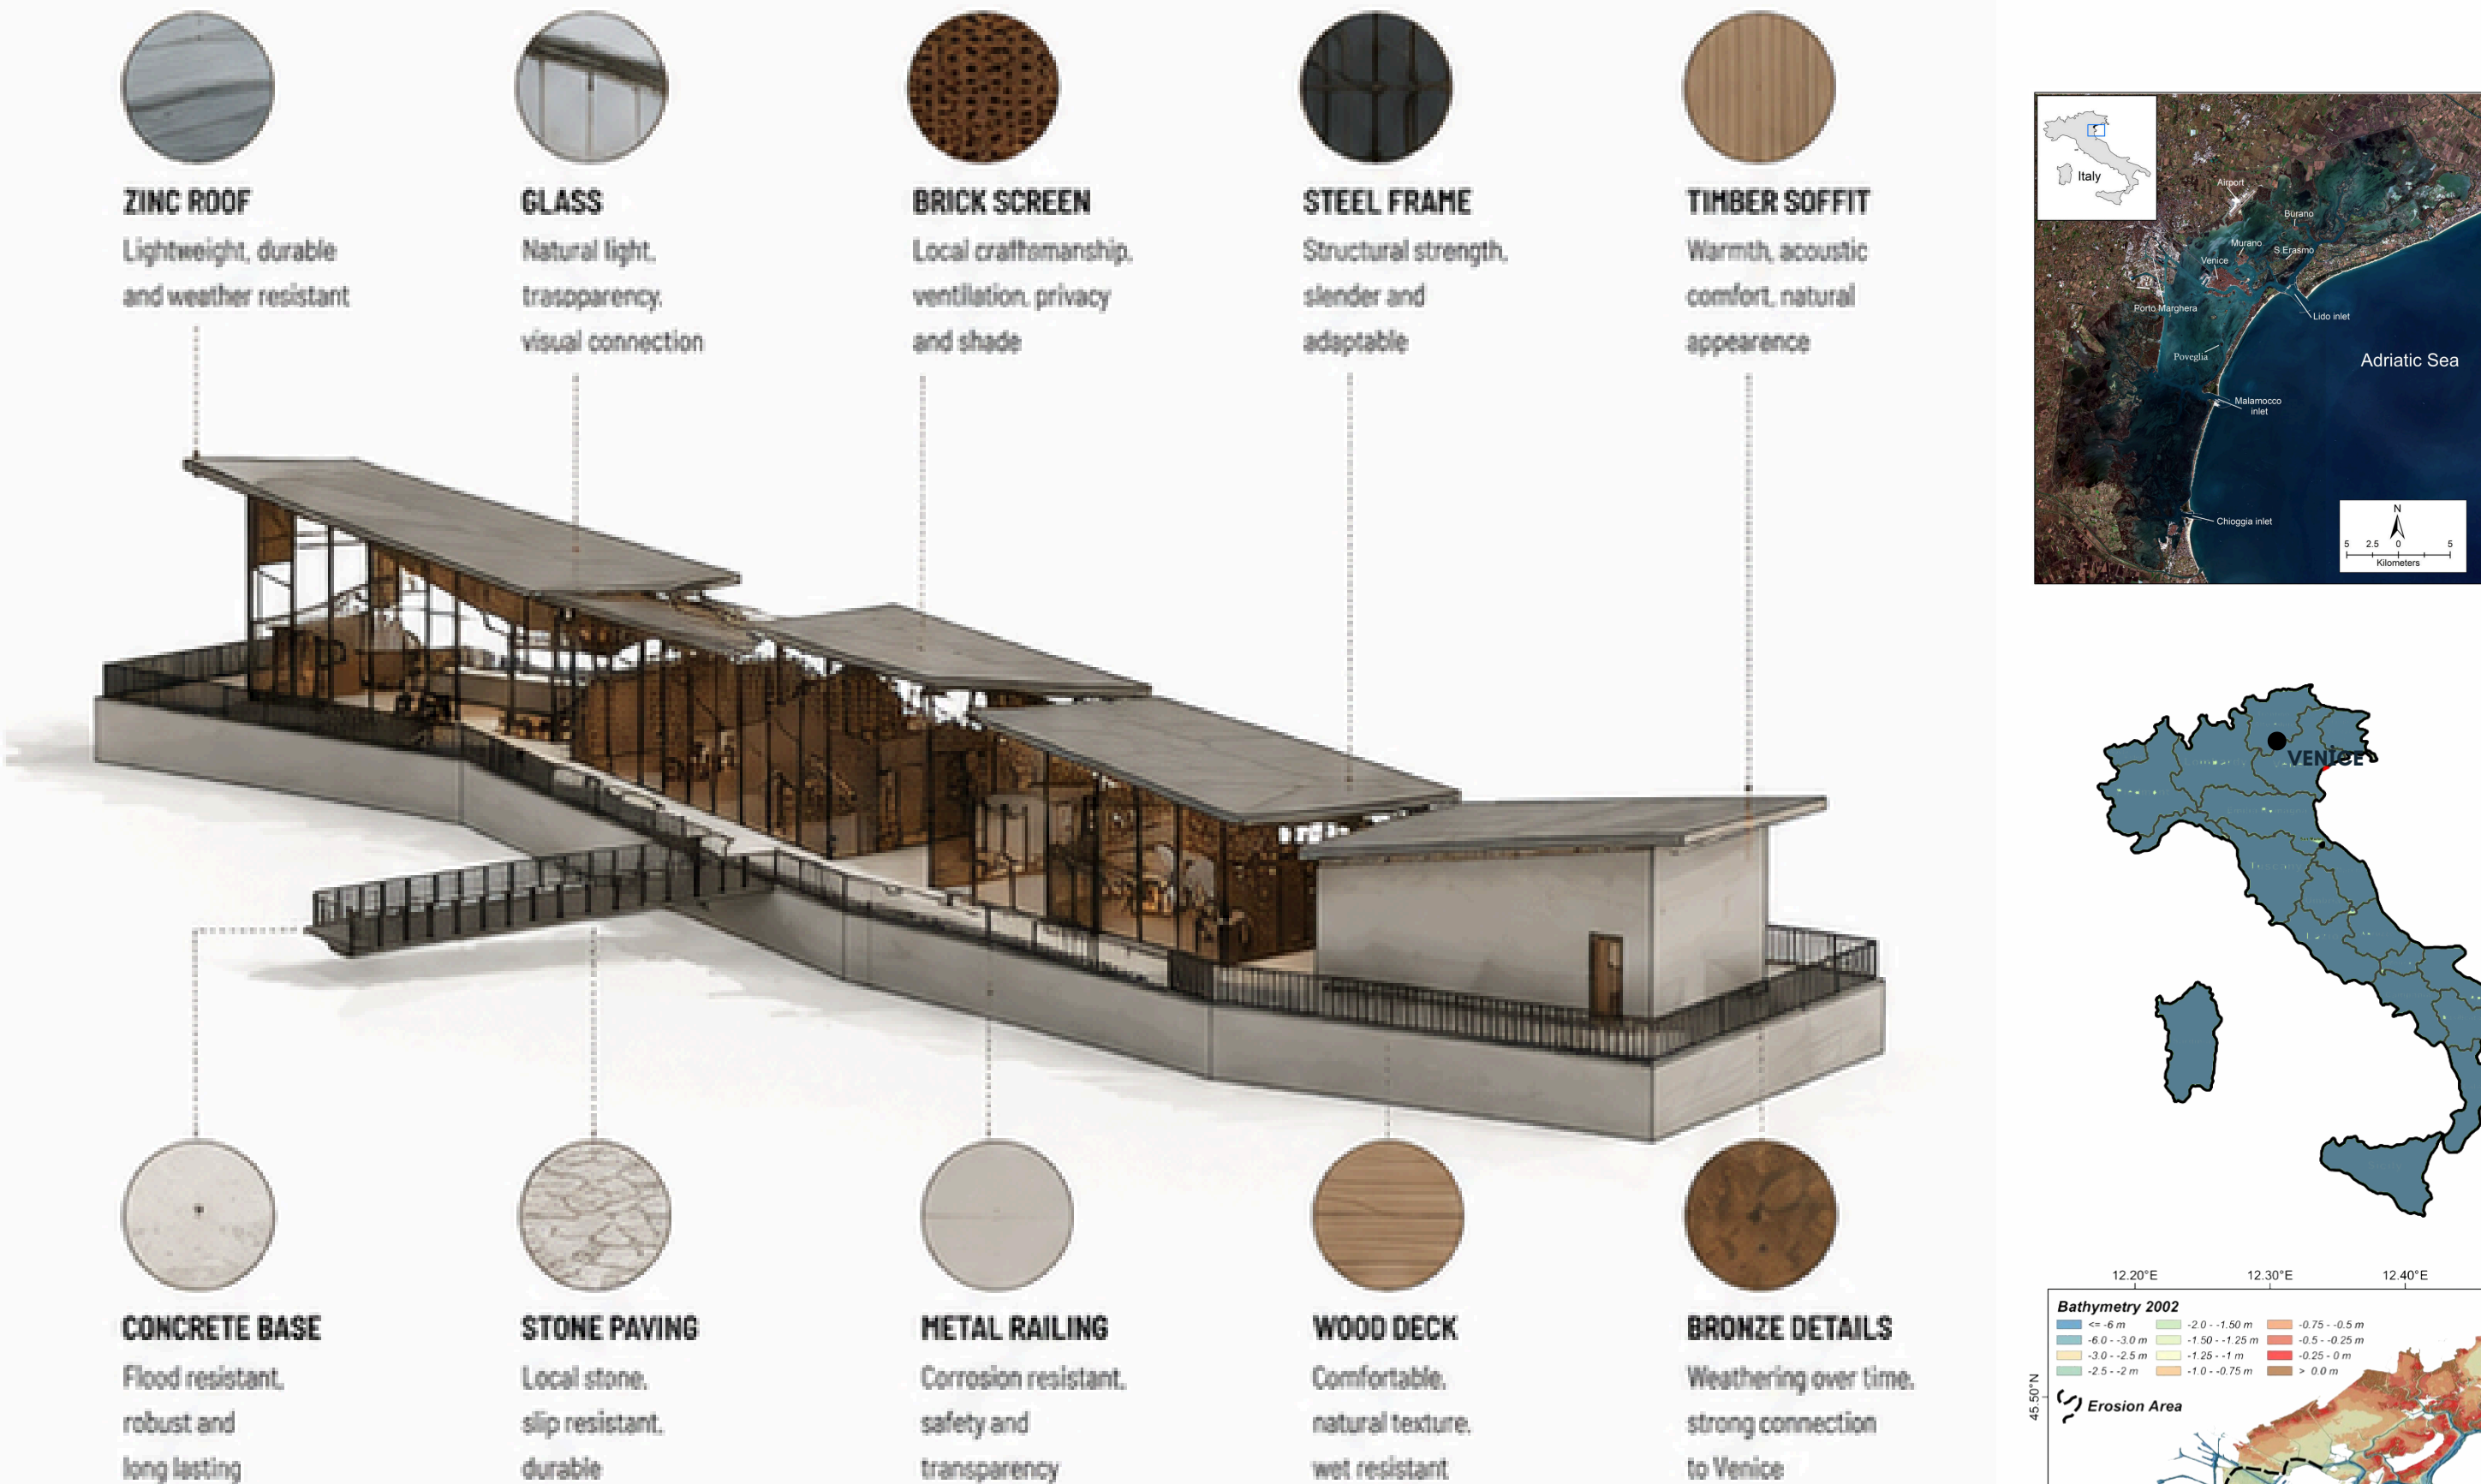 ZINC ROOF
Lightweight, durable
and weather resistant
GLASS
Natural light,
trasoparency,
visual connection
BRICK SCREEN
Local craftomanship,
ventilation, privacy
and shade
STEEL FRAME
Structural strength,
slender and
adaptable
TIMBER SOFFIT
Warmth, acoustic
comfort, natural
appearence
CONCRETE BASE
Flood resistant,
robust and
long lasting
STONE PAVING
Local stone,
slip resistant,
durable
METAL RAILING
Corrosion resistant,
safety and
transparency
WOOD DECK
Comfortable,
natural texture,
wet resistant
BRONZE DETAILS
Weathering over time,
strong connection
to Venice
Italy
Airport
Burano
Murano
S.Erasmo
Venice
Porto Marghera
Lido inlet
Poveglia
Adriatic Sea
Malamocco
inlet
Chioggia inlet
N
5 2.5 0 5
Kilometers
VENİCE
12.20°E 12.30°E 12.40°E
Bathymetry 2002
<= -6 m
-6.0 - -3.0 m
-3.0 - -2.5 m
-2.5 - -2 m
-2.0 - -1.50 m
-1.50 - -1.25 m
-1.25 - -1 m
-1.0 - -0.75 m
-0.75 - -0.5 m
-0.5 - -0.25 m
-0.25 - 0 m
> 0.0 m
Erosion Area
45.50°N